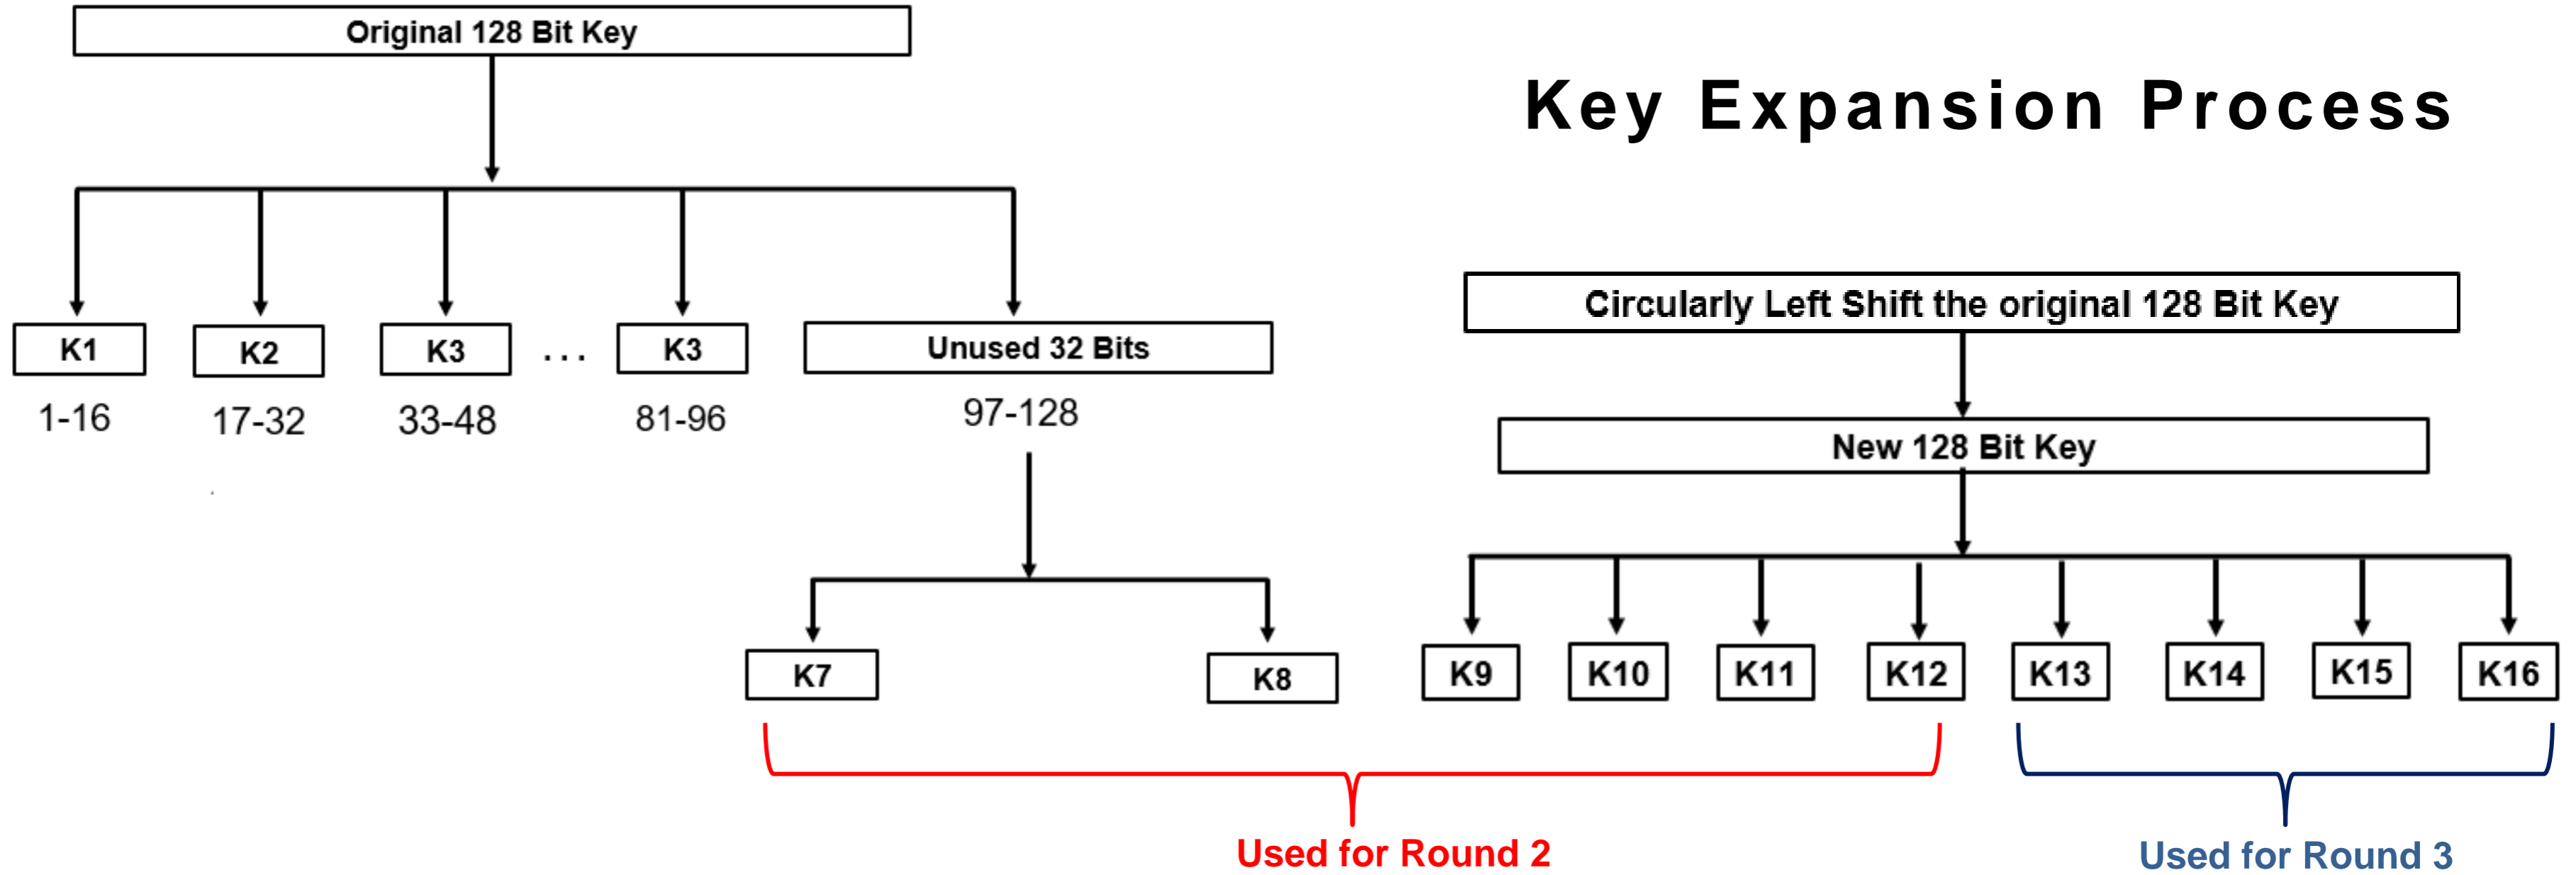 Original 128 Bit Key
Key Expansion Process
K1
K2
K3
...
K3
Unused 32 Bits
1-16
17-32
33-48
81-96
97-128
K7
K8
Circularly Left Shift the original 128 Bit Key
New 128 Bit Key
K9
K10
K11
K12
K13
K14
K15
K16
Used for Round 2
Used for Round 3